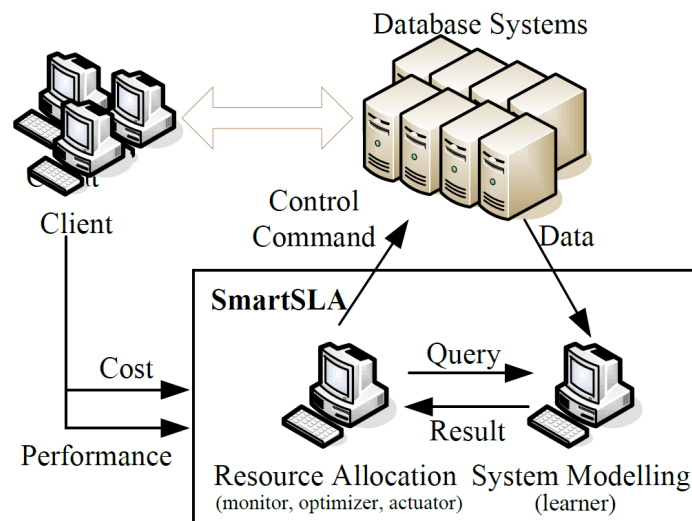 Database Systems
Client
Control
Command
Data
SmartSLA
Cost
Query
Performance
Result
Resource Allocation
(monitor, optimizer, actuator)
System Modelling
(learner)